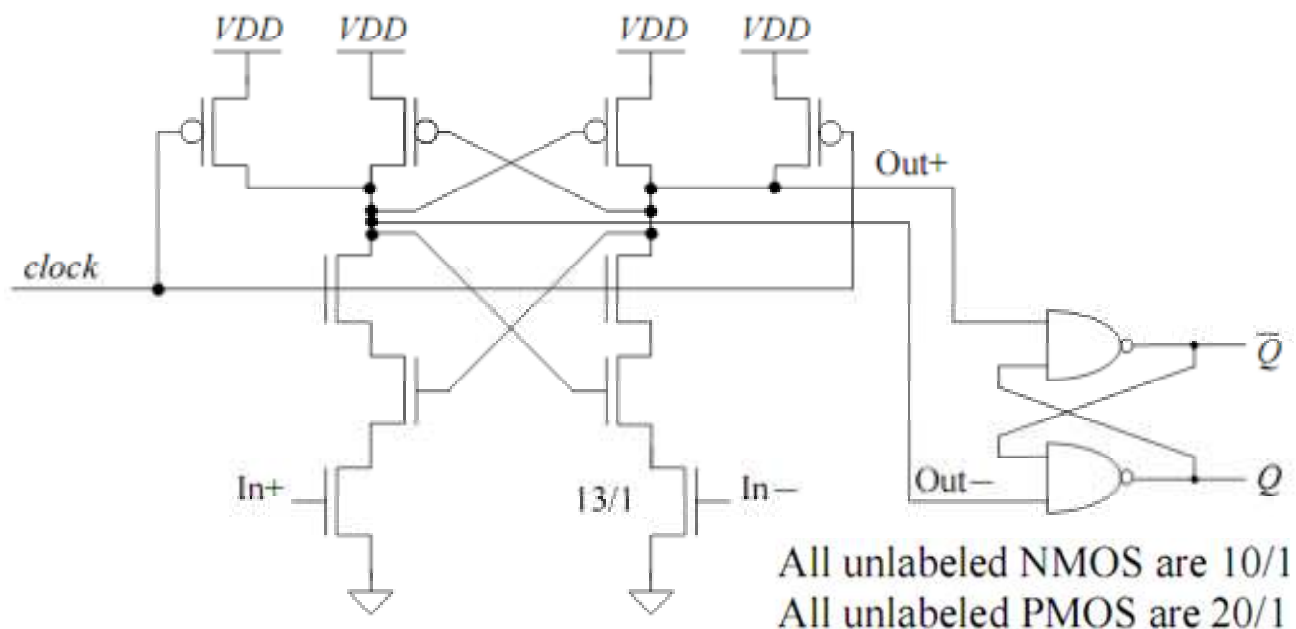 VDD VDD VDD VDD
Out+
clock
Q̅
In+ 13/1 In− Out− Q
All unlabeled NMOS are 10/1
All unlabeled PMOS are 20/1